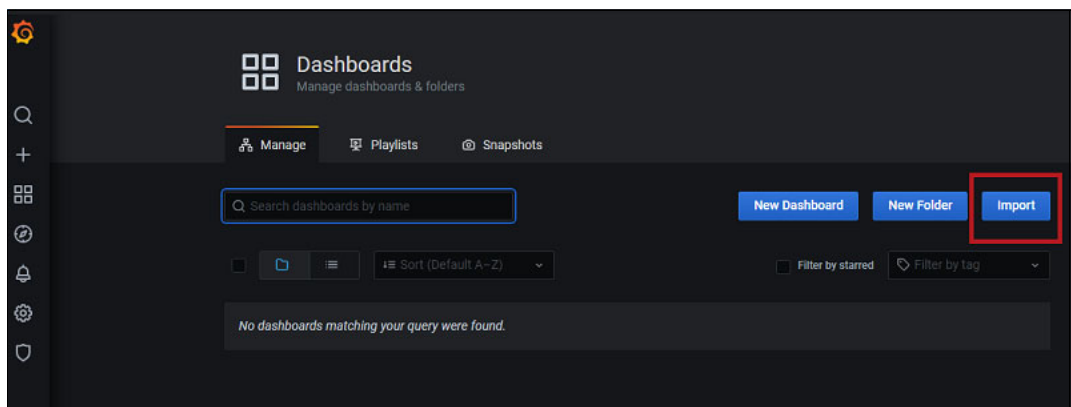 Dashboards
Manage dashboards & folders
Manage Playlists Snapshots
Search dashboards by name New Dashboard New Folder Import
Sort (Default A–Z) Filter by starred Filter by tag
No dashboards matching your query were found.